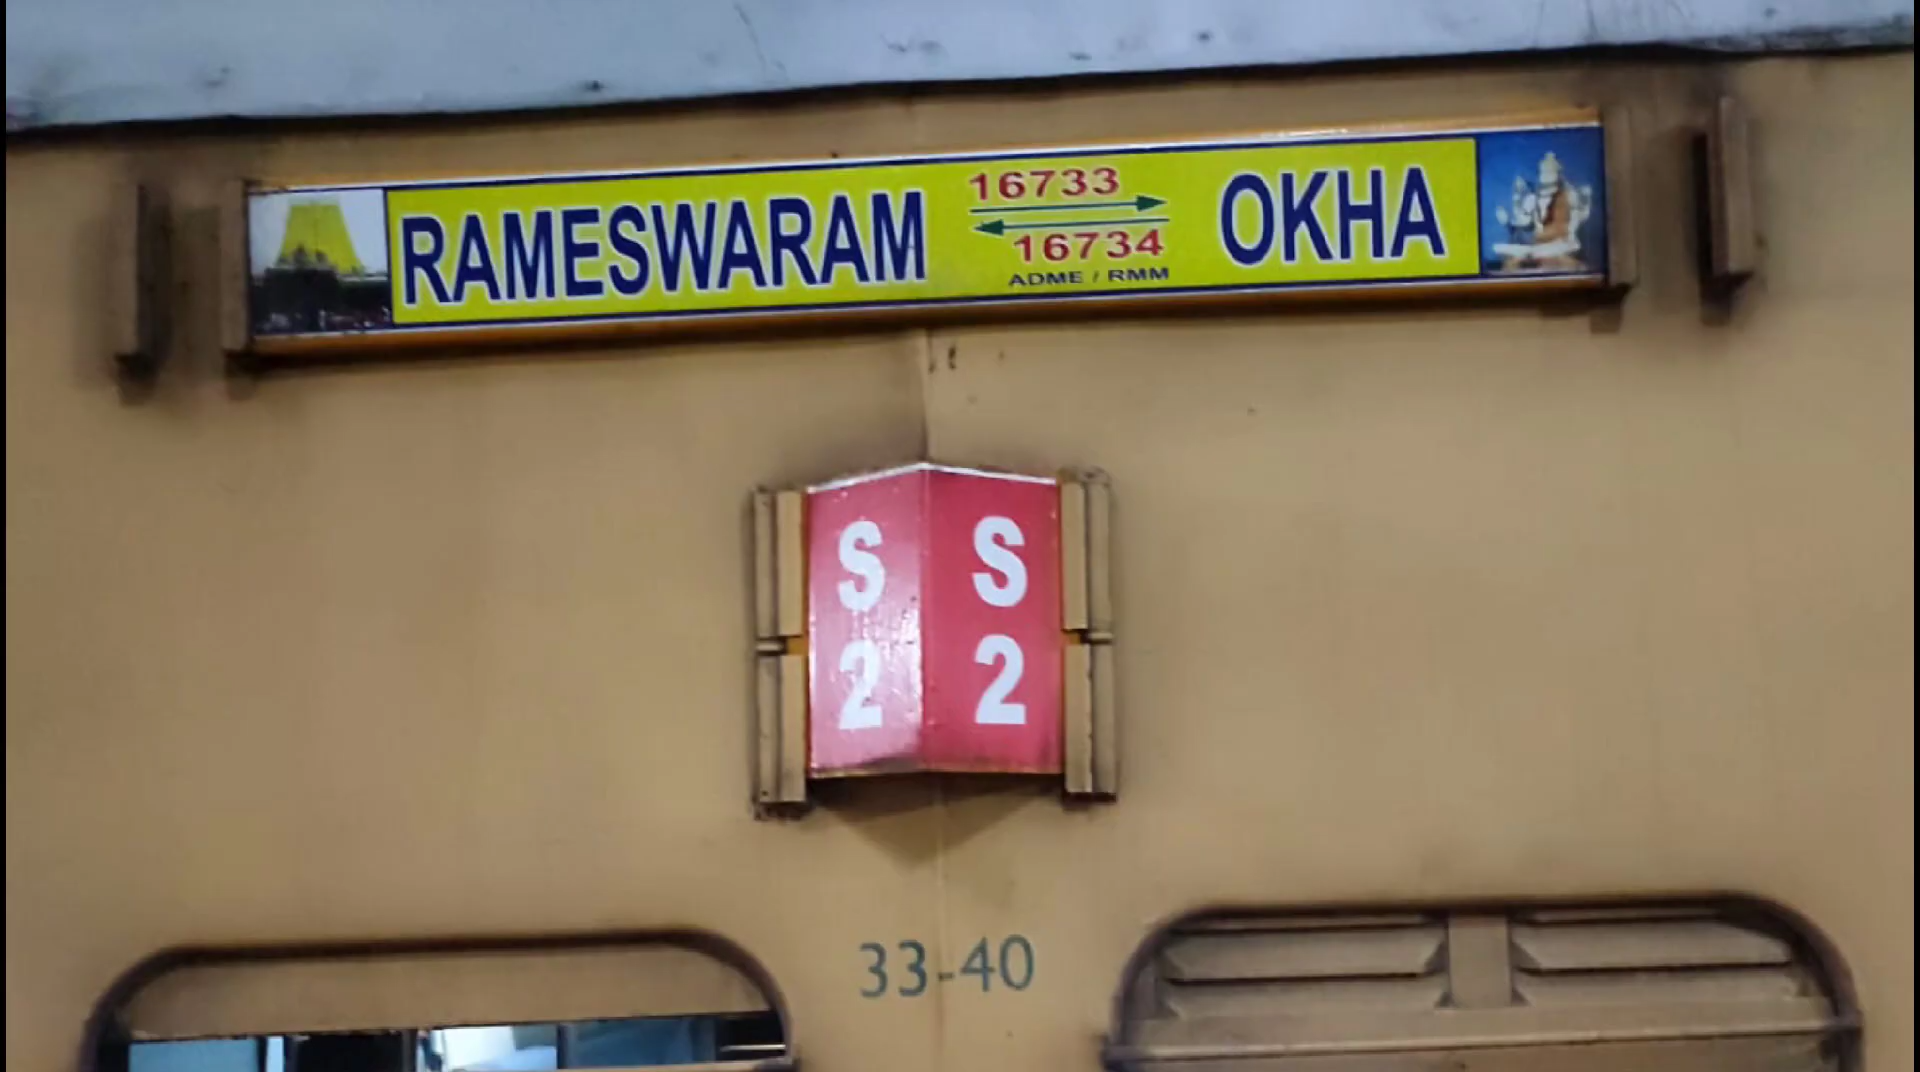 RAMESWARAM 16733 OKHA
16734
ADME / RMM
S S
2 2
33-40